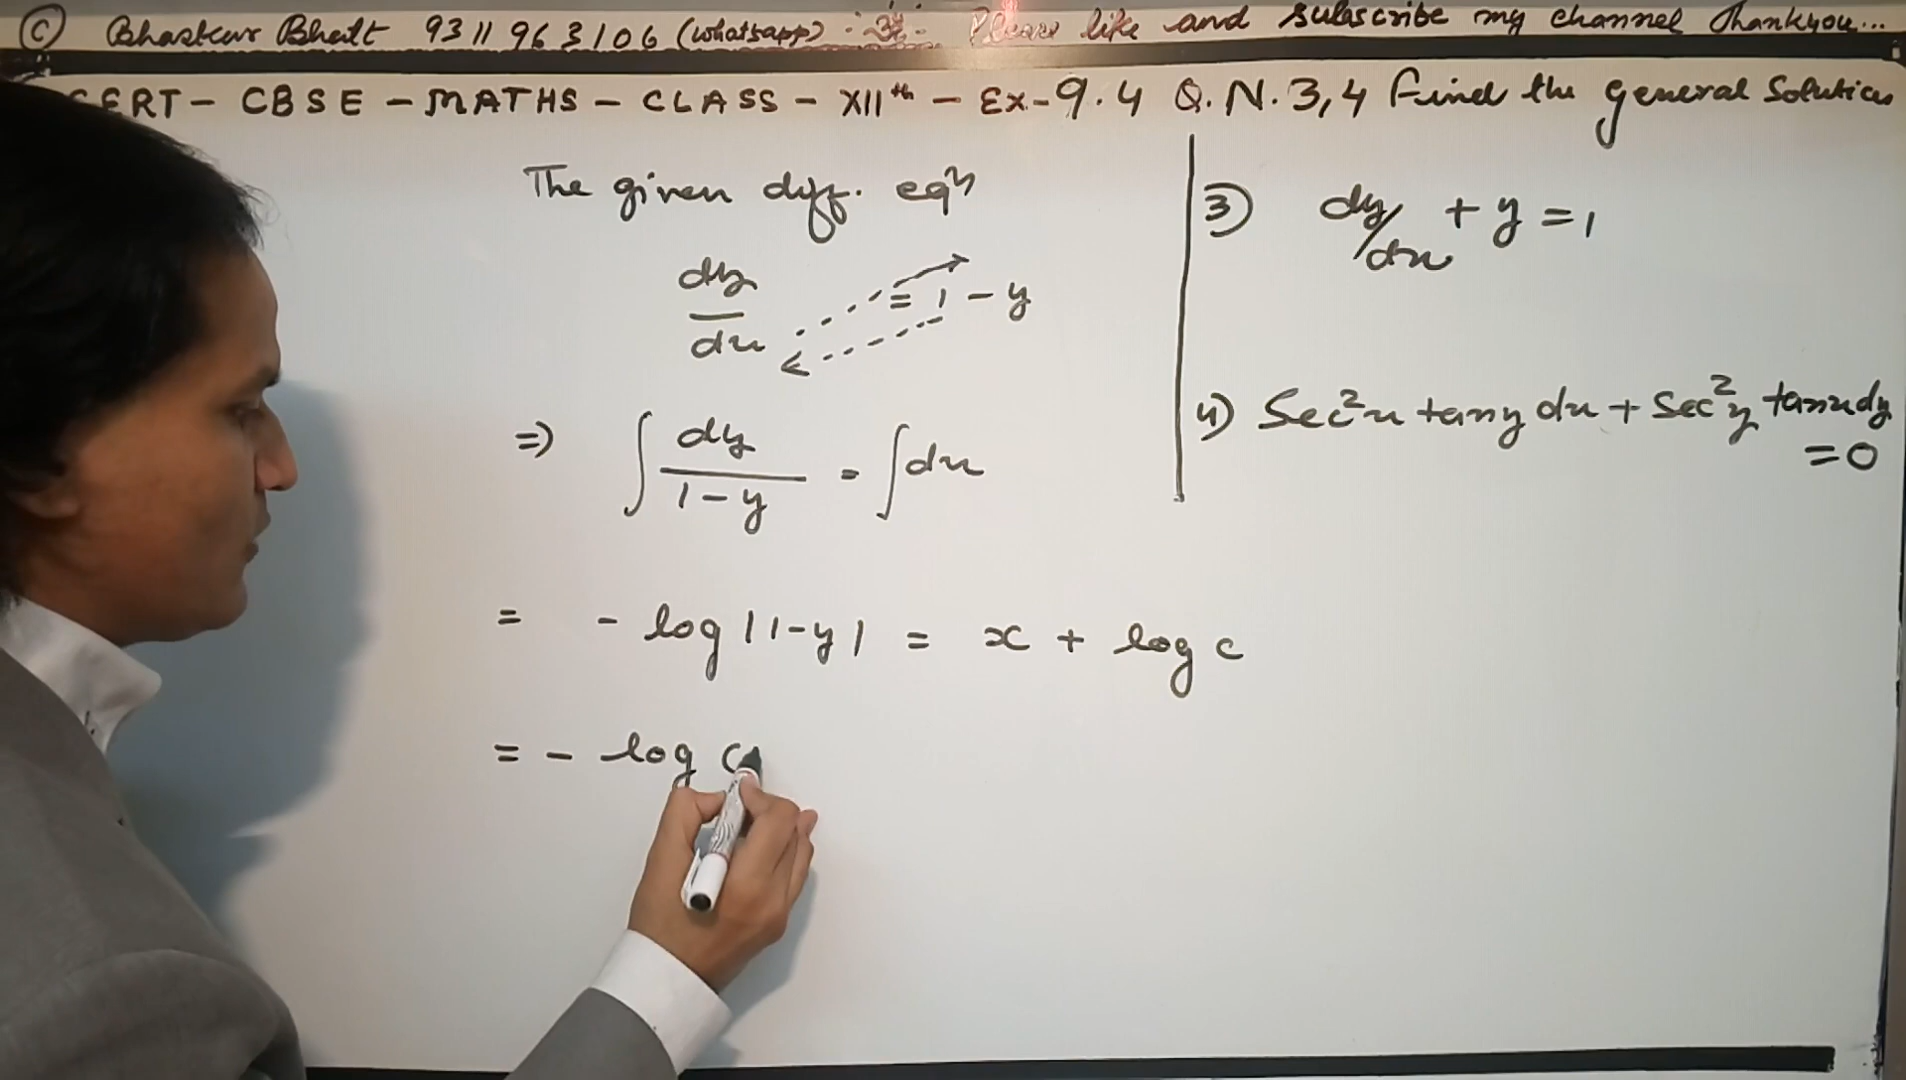 © Bhaskar Bhatt 9311963106 (whatsapp) Please like and subscribe my channel Thankyou...
CERT - CBSE - MATHS - CLASS - XIIth - Ex-9.4 Q.N.3,4 Find the general Solution
The given diff. eqn
dy/dx = 1 - y
=> ∫ dy/(1-y) = ∫dx
= - log |1-y| = x + log c
= - log c
3) dy/dx + y = 1
4) Sec²x tany dx + Sec²y tanx dy
= 0